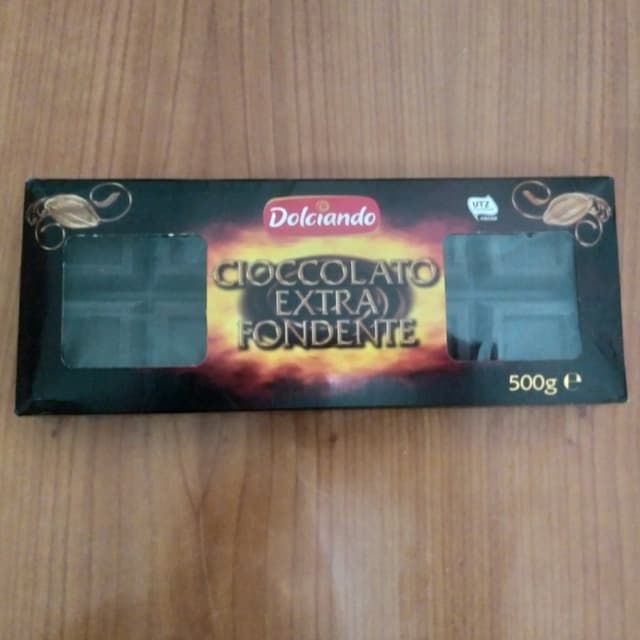 Dolciando
UTZ
CIOCCOLATO
EXTRA
FONDENTE
500g ℮